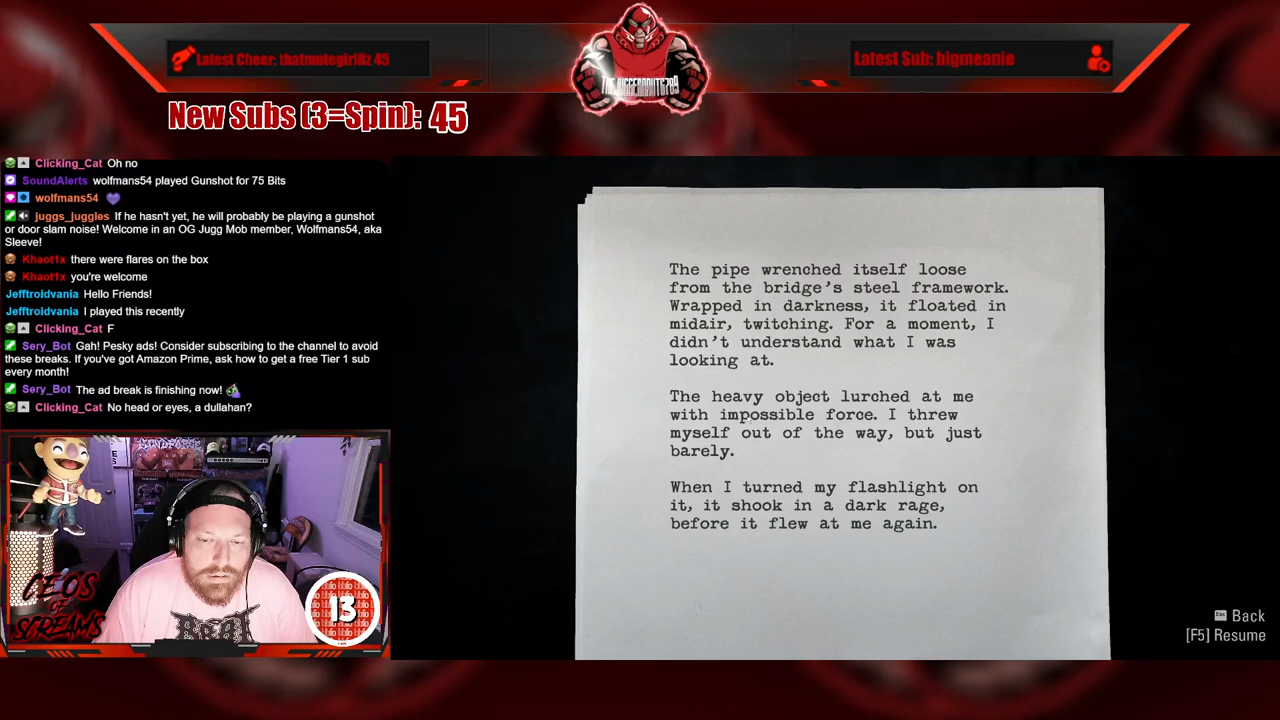 Latest Cheer: thatmutegirlliz 45
THEJUGGERNAUT6789
Latest Sub: bigmeanie
New Subs (3=Spin): 45
Clicking_Cat Oh no
SoundAlerts wolfmans54 played Gunshot for 75 Bits
wolfmans54
juggs_juggies If he hasn't yet, he will probably be playing a gunshot
or door slam noise! Welcome in an OG Jugg Mob member, Wolfmans54, aka
Sleeve!
Khaot1x there were flares on the box
Khaot1x you're welcome
Jefftroidvania Hello Friends!
Jefftroidvania I played this recently
Clicking_Cat F
Sery_Bot Gah! Pesky ads! Consider subscribing to the channel to avoid
these breaks. If you've got Amazon Prime, ask how to get a free Tier 1 sub
every month!
Sery_Bot The ad break is finishing now!
Clicking_Cat No head or eyes, a dullahan?
The pipe wrenched itself loose
from the bridge's steel framework.
Wrapped in darkness, it floated in
midair, twitching. For a moment, I
didn't understand what I was
looking at.
The heavy object lurched at me
with impossible force. I threw
myself out of the way, but just
barely.
When I turned my flashlight on
it, it shook in a dark rage,
before it flew at me again.
CEOS
OF
SCREAMS
13
Back
[F5] Resume